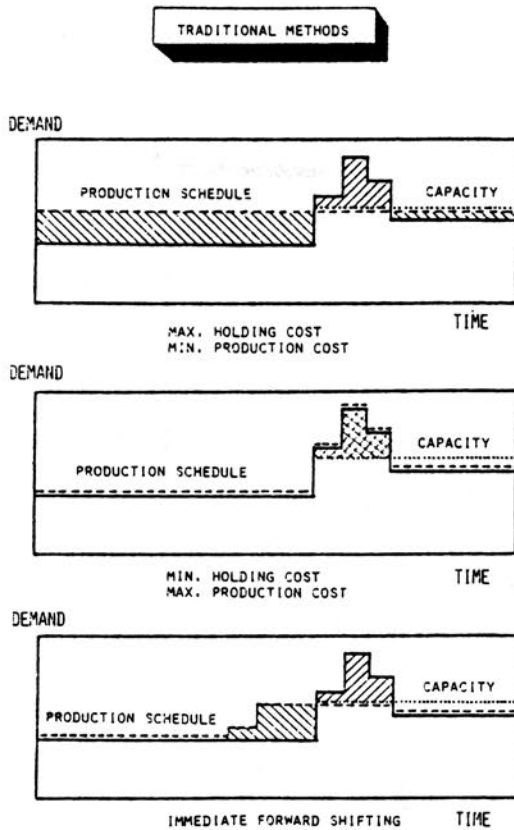 TRADITIONAL METHODS
DEMAND
PRODUCTION SCHEDULE
CAPACITY
TIME
MAX. HOLDING COST
MIN. PRODUCTION COST
DEMAND
CAPACITY
PRODUCTION SCHEDULE
TIME
MIN. HOLDING COST
MAX. PRODUCTION COST
DEMAND
CAPACITY
PRODUCTION SCHEDULE
IMMEDIATE FORWARD SHIFTING
TIME